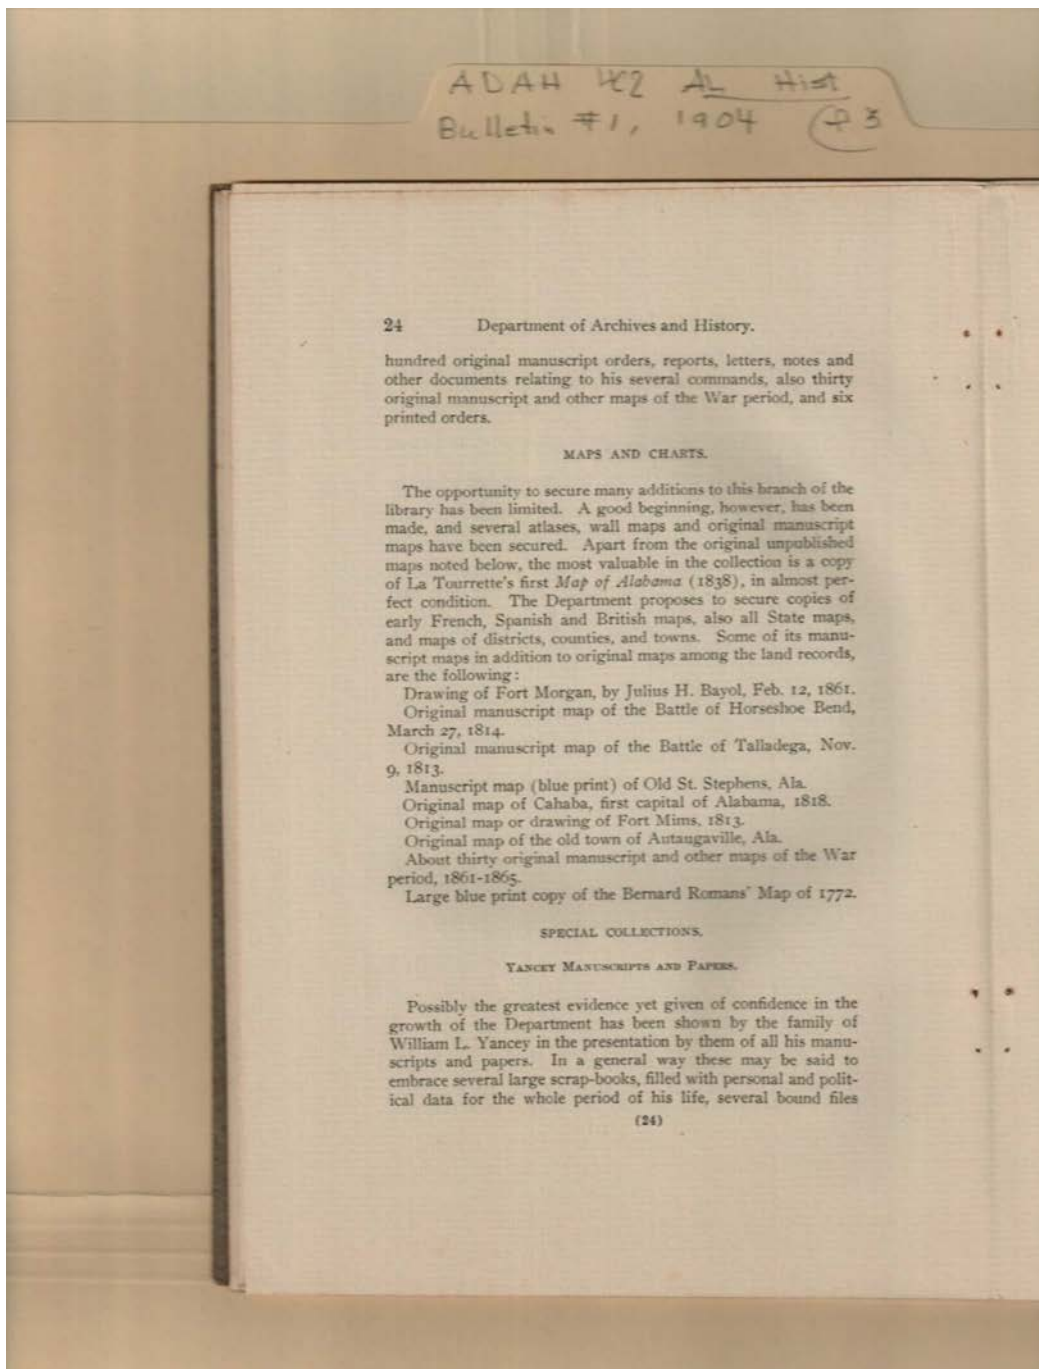 ADAH AL Hist
Bulletin #1, 1904 P 3
24 Department of Archives and History.
hundred original manuscript orders, reports, letters, notes and
other documents relating to his several commands, also thirty
original manuscript and other maps of the War period, and six
printed orders.
MAPS AND CHARTS.
The opportunity to secure many additions to this branch of the
library has been limited. A good beginning, however, has been
made, and several atlases, wall maps and original manuscript
maps have been secured. Apart from the original unpublished
maps noted below, the most valuable in the collection is a copy
of La Tourrette's first Map of Alabama (1838), in almost per-
fect condition. The Department proposes to secure copies of
early French, Spanish and British maps, also all State maps,
and maps of districts, counties, and towns. Some of its manu-
script maps in addition to original maps among the land records,
are the following:
Drawing of Fort Morgan, by Julius H. Bayol, Feb. 12, 1861.
Original manuscript map of the Battle of Horseshoe Bend,
March 27, 1814.
Original manuscript map of the Battle of Talladega, Nov.
9, 1813.
Manuscript map (blue print) of Old St. Stephens, Ala.
Original map of Cahaba, first capital of Alabama, 1818.
Original map or drawing of Fort Mims, 1813.
Original map of the old town of Autaugaville, Ala.
About thirty original manuscript and other maps of the War
period, 1861-1865.
Large blue print copy of the Bernard Romans' Map of 1772.
SPECIAL COLLECTIONS.
YANCEY MANUSCRIPTS AND PAPERS.
Possibly the greatest evidence yet given of confidence in the
growth of the Department has been shown by the family of
William L. Yancey in the presentation by them of all his manu-
scripts and papers. In a general way these may be said to
embrace several large scrap-books, filled with personal and polit-
ical data for the whole period of his life, several bound files
(24)